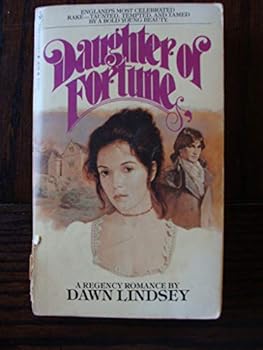 ENGLAND'S MOST CELEBRATED
RAKE—TAUNTED, TEMPTED, AND TAMED
BY A BOLD YOUNG BEAUTY.
Daughter of
Fortune
A REGENCY ROMANCE BY
DAWN LINDSEY